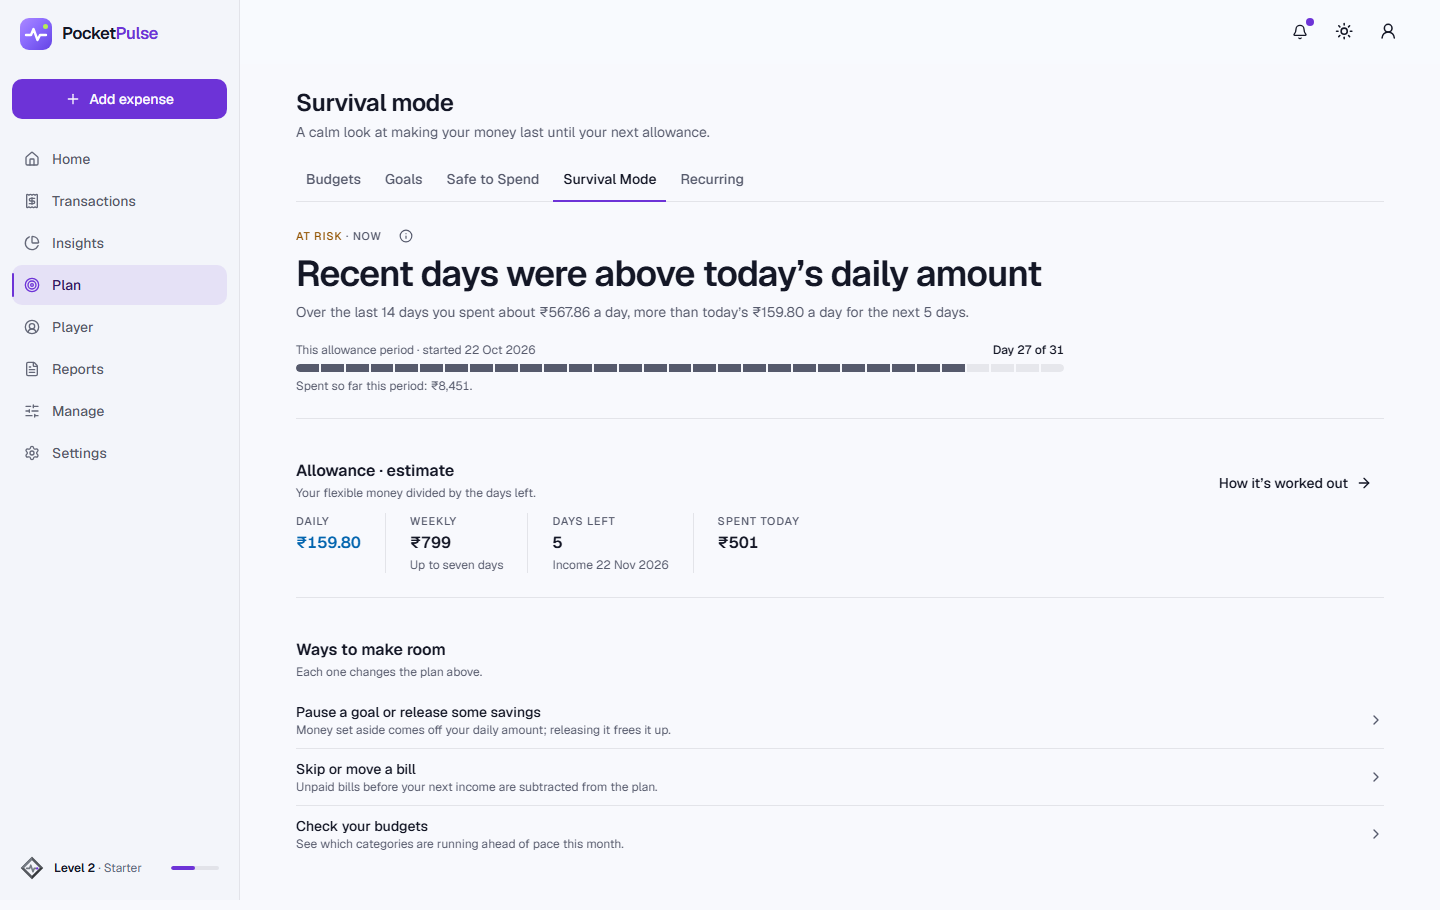 PocketPulse
Add expense
Home
Transactions
Insights
Plan
Player
Reports
Manage
Settings
Level 2 · Starter
Survival mode
A calm look at making your money last until your next allowance.
Budgets Goals Safe to Spend Survival Mode Recurring
AT RISK · NOW
Recent days were above today’s daily amount
Over the last 14 days you spent about ₹567.86 a day, more than today’s ₹159.80 a day for the next 5 days.
This allowance period · started 22 Oct 2026 Day 27 of 31
Spent so far this period: ₹8,451.
Allowance · estimate
Your flexible money divided by the days left.
How it’s worked out
DAILY WEEKLY DAYS LEFT SPENT TODAY
₹159.80 ₹799 5 ₹501
Up to seven days Income 22 Nov 2026
Ways to make room
Each one changes the plan above.
Pause a goal or release some savings
Money set aside comes off your daily amount; releasing it frees it up.
Skip or move a bill
Unpaid bills before your next income are subtracted from the plan.
Check your budgets
See which categories are running ahead of pace this month.